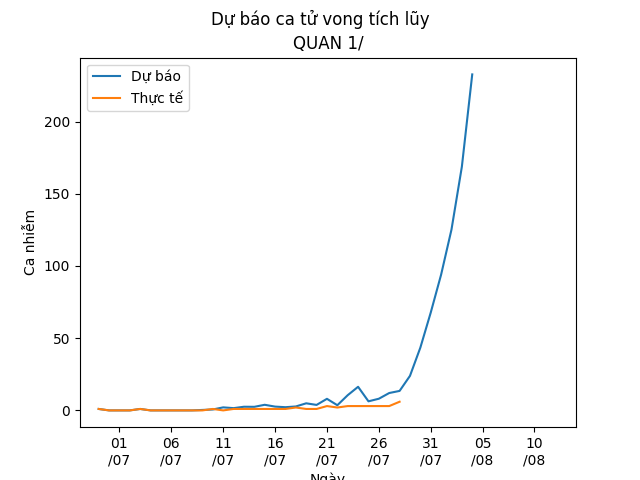 Dự báo ca tử vong tích lũy
QUAN 1/
Dự báo
Thực tế
Ca nhiễm
200
150
100
50
0
01 06 11 16 21 26 31 05 10
/07 /07 /07 /07 /07 /07 /07 /08 /08
Ngày